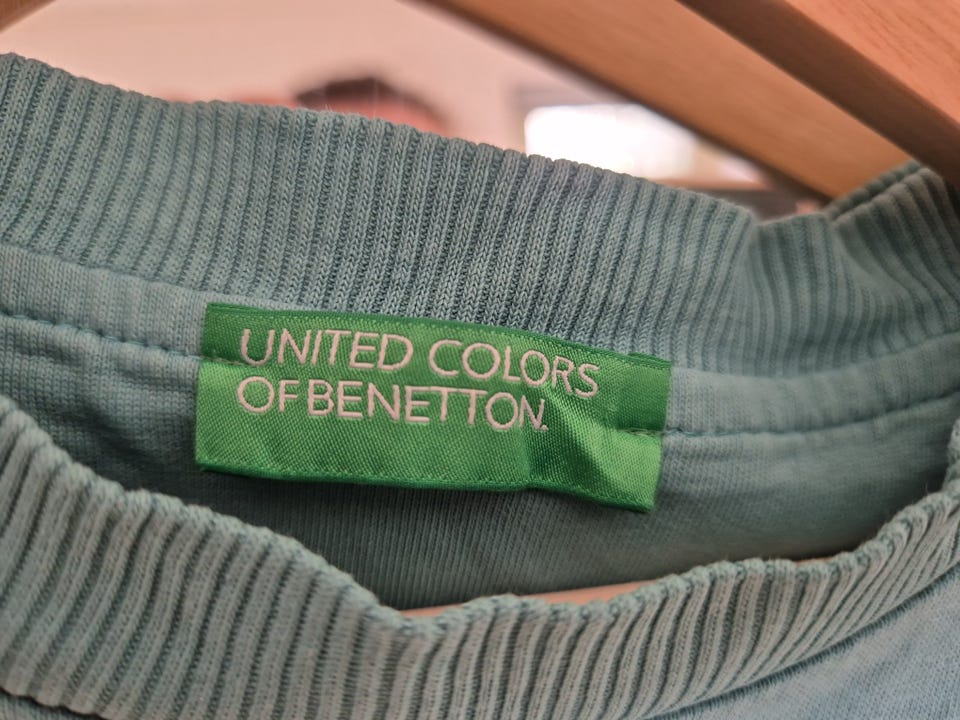 UNITED COLORS
OF BENETTON.